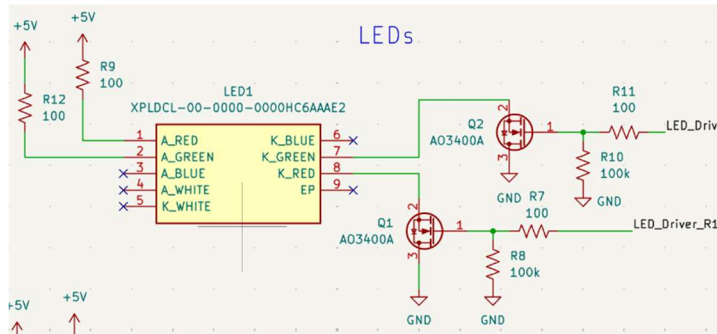 LEDs
+5V
+5V
R12
100
R9
100
LED1
XPLDCL-00-0000-0000HC6AAAE2
1 A_RED
2 A_GREEN
3 A_BLUE
4 A_WHITE
5 K_WHITE
K_BLUE 6
K_GREEN 7
K_RED 8
EP 9
Q2
AO3400A
2
1
3
GND
R11
100
LED_Driv
R10
100k
GND
Q1
AO3400A
2
1
3
GND
R7
100
LED_Driver_R1
R8
100k
GND
+5V
+5V